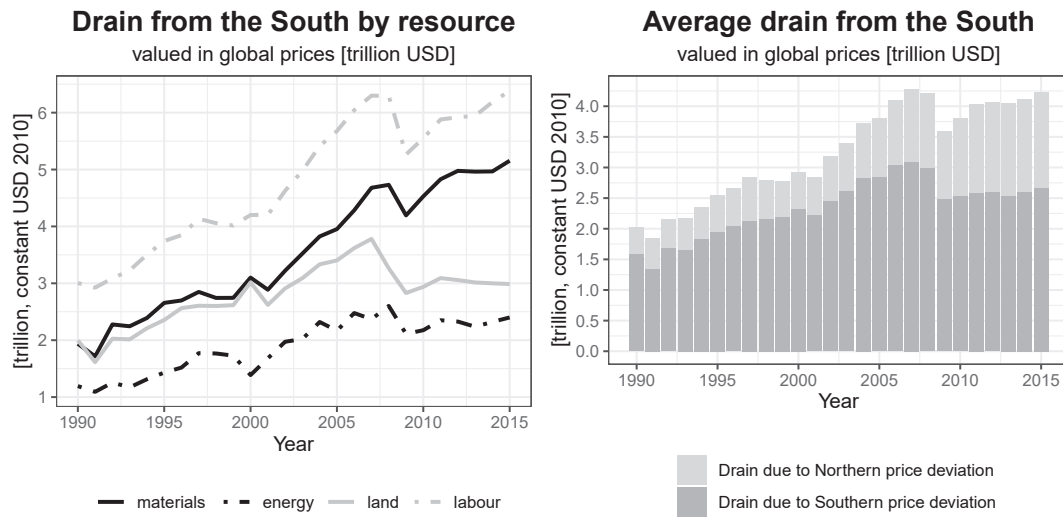 Drain from the South by resource
valued in global prices [trillion USD]
[trillion, constant USD 2010]
6
5
4
3
2
1
1990 1995 2000 2005 2010 2015
Year
materials energy land labour
Average drain from the South
valued in global prices [trillion USD]
[trillion, constant USD 2010]
4.0
3.5
3.0
2.5
2.0
1.5
1.0
0.5
0.0
1990 1995 2000 2005 2010 2015
Year
Drain due to Northern price deviation
Drain due to Southern price deviation